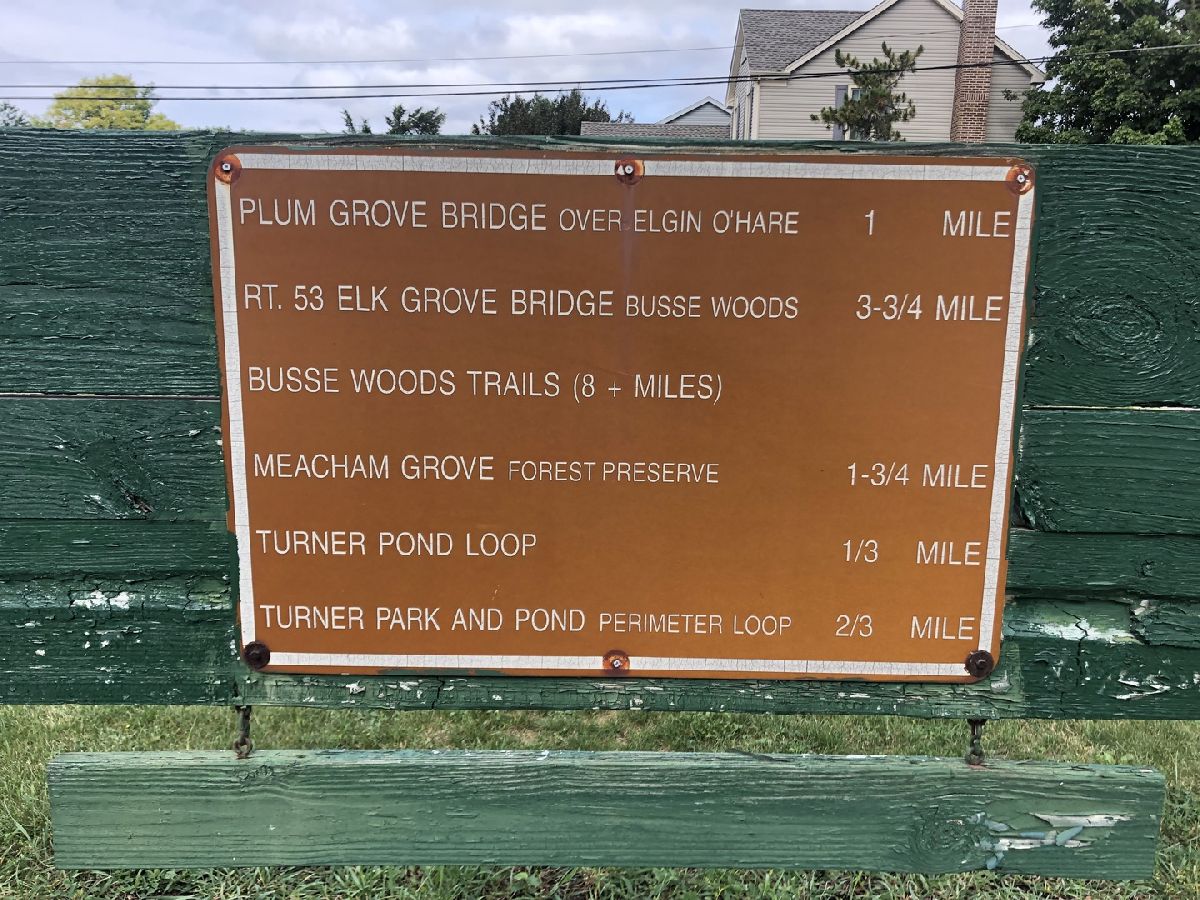 PLUM GROVE BRIDGE OVER ELGIN O'HARE 1 MILE
RT. 53 ELK GROVE BRIDGE BUSSE WOODS 3-3/4 MILE
BUSSE WOODS TRAILS (8 + MILES)
MEACHAM GROVE FOREST PRESERVE 1-3/4 MILE
TURNER POND LOOP 1/3 MILE
TURNER PARK AND POND PERIMETER LOOP 2/3 MILE